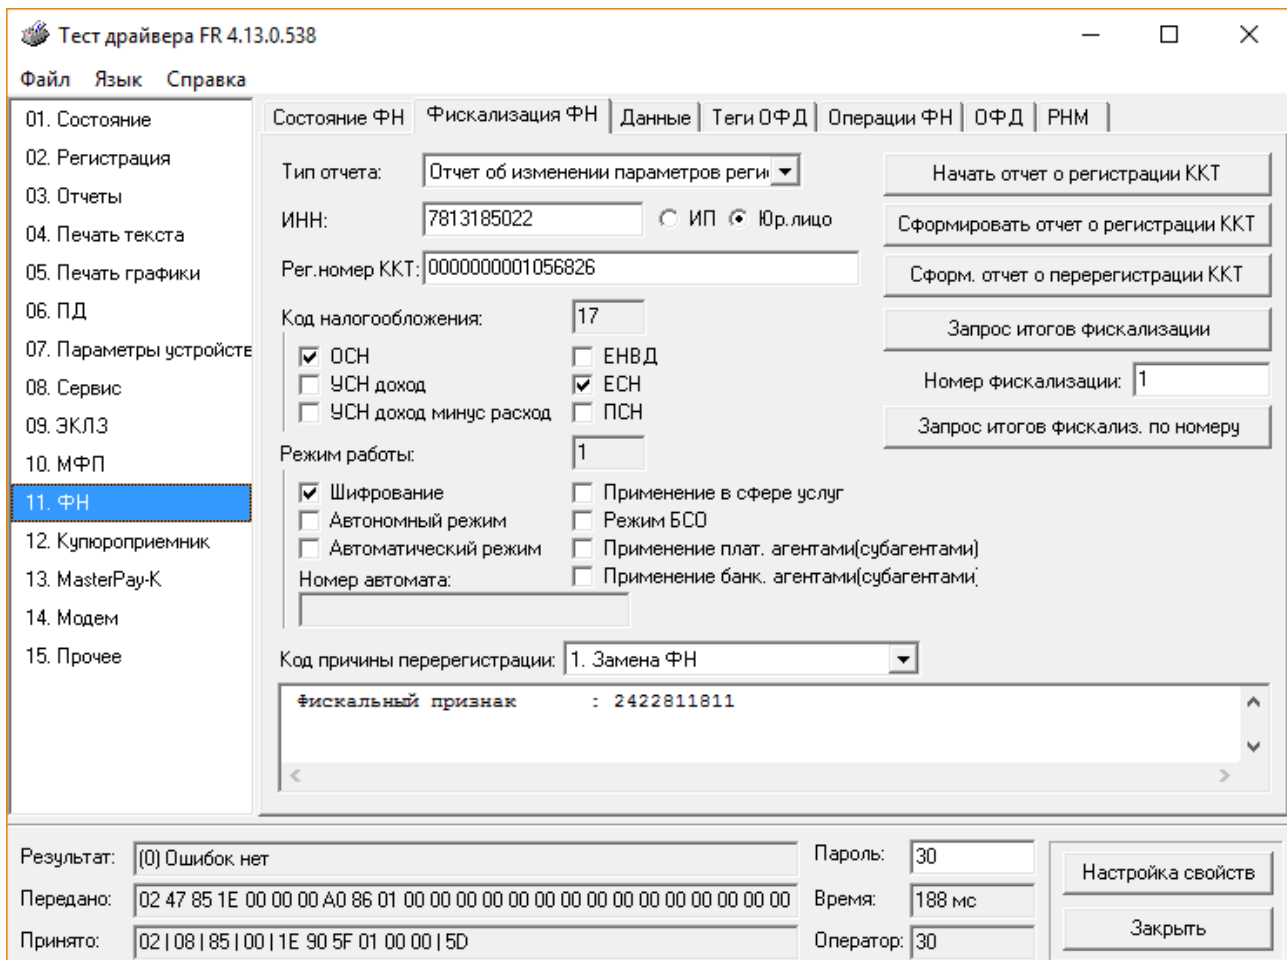 Тест драйвера FR 4.13.0.538
Файл Язык Справка
01. Состояние
02. Регистрация
03. Отчеты
04. Печать текста
05. Печать графики
06. ПД
07. Параметры устройств
08. Сервис
09. ЭКЛЗ
10. МФП
11. ФН
12. Купюроприемник
13. MasterPay-K
14. Модем
15. Прочее
Состояние ФН Фискализация ФН Данные Теги ОФД Операции ФН ОФД РНМ
Тип отчета: Отчет об изменении параметров реги
ИНН: 7813185022 ИП Юр.лицо
Рег.номер ККТ: 0000000001056826
Код налогообложения: 17
ОСН ЕНВД
УСН доход ЕСН
УСН доход минус расход ПСН
Режим работы: 1
Шифрование Применение в сфере услуг
Автономный режим Режим БСО
Автоматический режим Применение плат. агентами(субагентами)
Номер автомата: Применение банк. агентами(субагентами
Код причины перерегистрации: 1. Замена ФН
Фискальный признак : 2422811811
Начать отчет о регистрации ККТ
Сформировать отчет о регистрации ККТ
Сформ. отчет о перерегистрации ККТ
Запрос итогов фискализации
Номер фискализации: 1
Запрос итогов фискализ. по номеру
Результат: (0) Ошибок нет
Передано: 02 47 85 1E 00 00 00 A0 86 01 00 00 00 00 00 00 00 00 00 00 00 00 00 00
Принято: 02 | 08 | 85 | 00 | 1E 90 5F 01 00 00 | 5D
Пароль: 30
Время: 188 мс
Оператор: 30
Настройка свойств
Закрыть